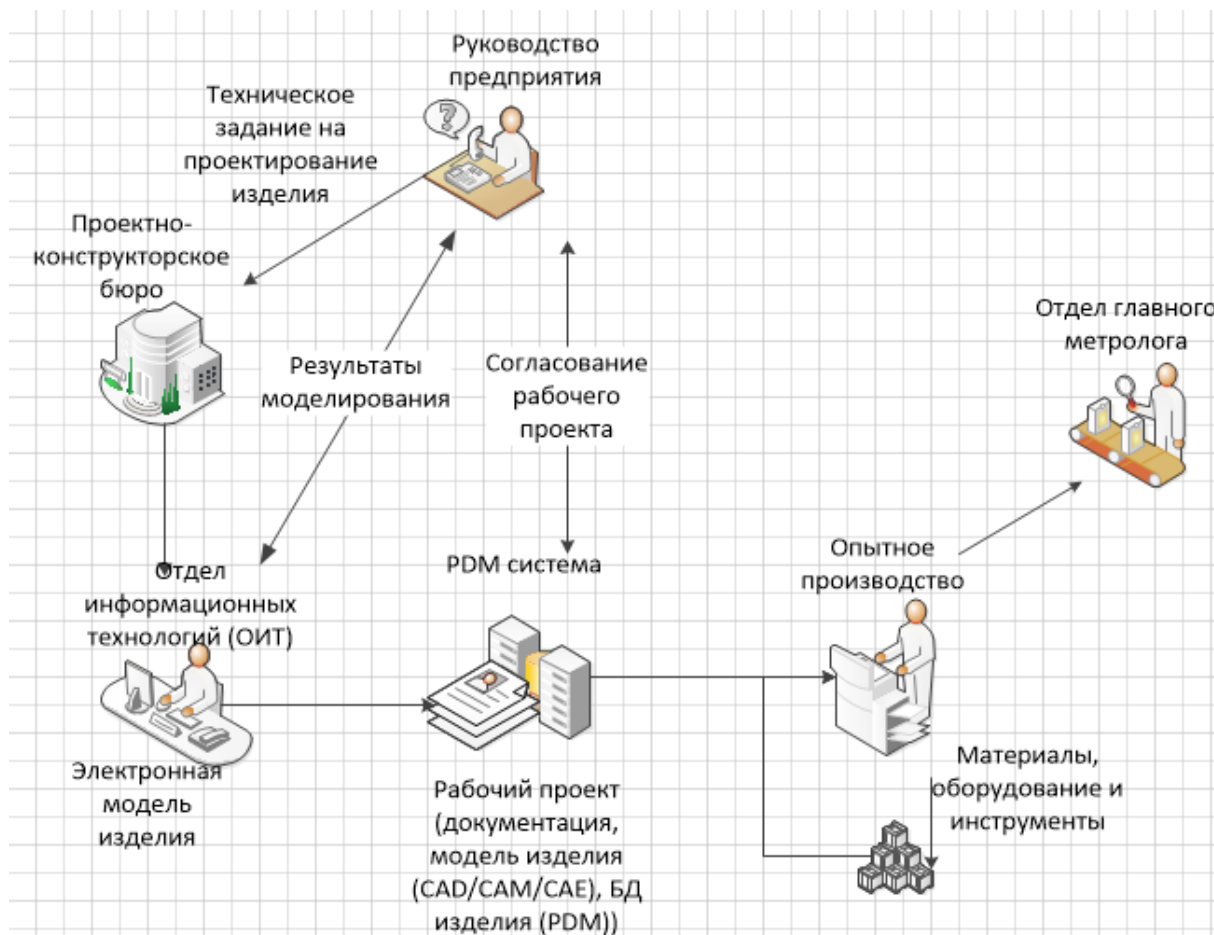 Руководство
предприятия
Техническое
задание на
проектирование
изделия
Проектно-
конструкторское
бюро
Отдел главного
метролога
Результаты
моделирования
Согласование
рабочего
проекта
Отдел
информационных
технологий (ОИТ)
PDM система
Опытное
производство
Электронная
модель
изделия
Рабочий проект
(документация,
модель изделия
(CAD/CAM/CAE), БД
изделия (PDM))
Материалы,
оборудование и
инструменты